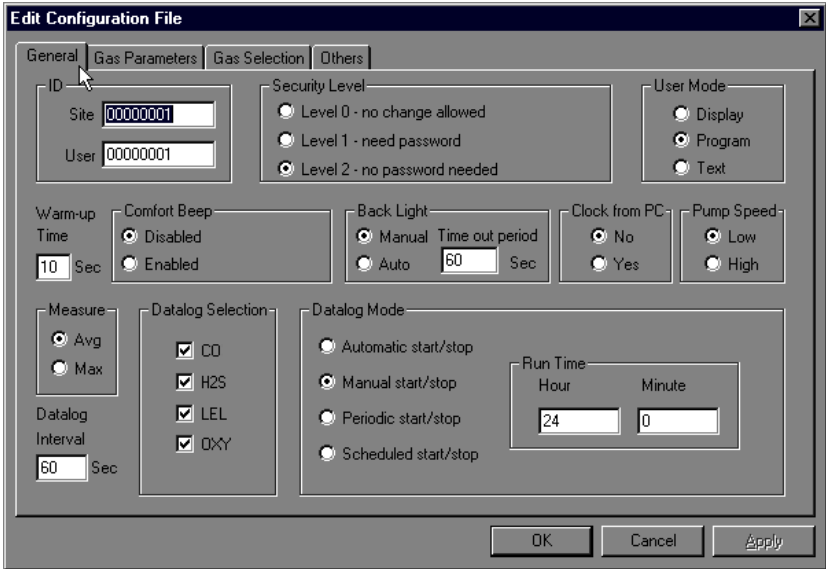 Edit Configuration File
General Gas Parameters Gas Selection Others
ID
Site 00000001
User 00000001
Security Level
Level 0 - no change allowed
Level 1 - need password
Level 2 - no password needed
User Mode
Display
Program
Text
Warm-up
Time
10 Sec
Comfort Beep
Disabled
Enabled
Back Light
Manual
Auto
Time out period
60 Sec
Clock from PC
No
Yes
Pump Speed
Low
High
Measure
Avg
Max
Datalog
Interval
60 Sec
Datalog Selection
CO
H2S
LEL
OXY
Datalog Mode
Automatic start/stop
Manual start/stop
Periodic start/stop
Scheduled start/stop
Run Time
Hour Minute
24 0
OK Cancel Apply